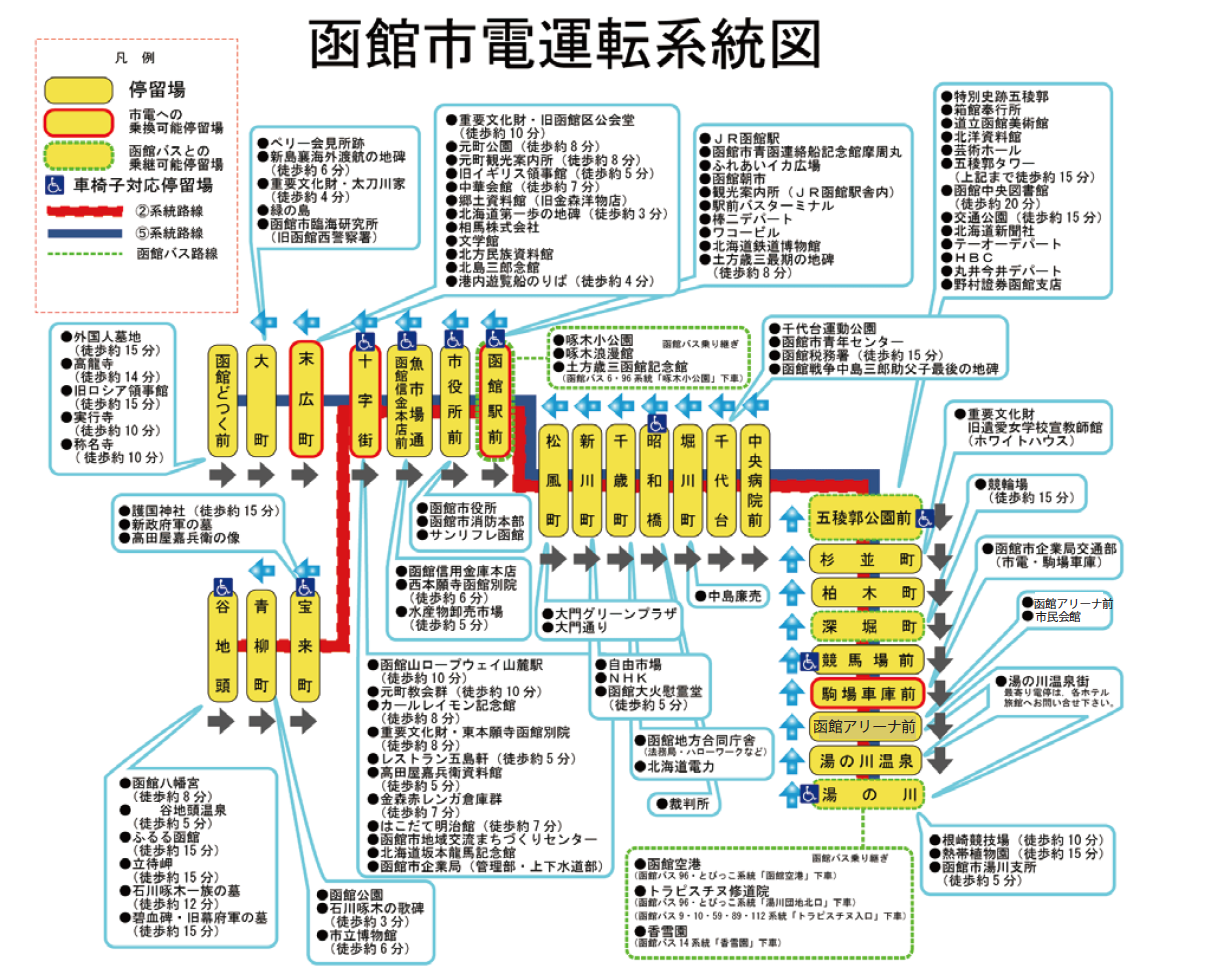 函館市電運転系統図
凡 例
停留場
市電への
乗換可能停留場
函館バスとの
乗継可能停留場
車椅子対応停留場
②系統路線
⑤系統路線
函館バス路線
●ペリー会見所跡
●新島襄海外渡航の地碑
(徒歩約6分)
●重要文化財・太刀川家
(徒歩約4分)
●緑の島
●函館市臨海研究所
(旧函館西警察署)
●重要文化財・旧函館区公会堂
(徒歩約10分)
●元町公園(徒歩約8分)
●元町観光案内所(徒歩約8分)
●旧イギリス領事館(徒歩約5分)
●中華会館(徒歩約7分)
●郷土資料館(旧金森洋物店)
●北海道第一歩の地碑(徒歩約3分)
●相馬株式会社
●文学館
●北方民族資料館
●北島三郎念館
●港内遊覧船のりば(徒歩約4分)
●JR函館駅
●函館市青函連絡船記念館摩周丸
●ふれあいイカ広場
●函館朝市
●観光案内所(JR函館駅舎内)
●駅前バスターミナル
●棒二デパート
●ワコービル
●北海道鉄道博物館
●土方歳三最期の地碑
(徒歩約8分)
●特別史跡五稜郭
●箱館奉行所
●道立函館美術館
●北洋資料館
●芸術ホール
●五稜郭タワー
(上記まで徒歩約15分)
●函館中央図書館
(徒歩約20分)
●交通公園(徒歩約15分)
●北海道新聞社
●テーオーデパート
●HBC
●丸井今井デパート
●野村證券函館支店
●外国人墓地
(徒歩約15分)
●高龍寺
(徒歩約14分)
●旧ロシア領事館
(徒歩約15分)
●実行寺
(徒歩約10分)
●称名寺
(徒歩約10分)
函館どつく前
大町
末広町
十字街
魚市場通
函館信金本店前
市役所前
函館駅前
●啄木小公園 函館バス乗り継ぎ
●啄木浪漫館
●土方歳三函館記念館
(函館バス6・96系統「啄木小公園」下車)
●千代台運動公園
●函館市青年センター
●函館税務署(徒歩約15分)
●函館戦争中島三郎助父子最後の地碑
松風町
新川町
千歳町
昭和橋
堀川町
千代台
中央病院前
●重要文化財
旧遺愛女学校宣教師館
(ホワイトハウス)
●競輪場
(徒歩約15分)
●函館市企業局交通部
(市電・駒場車庫)
●函館アリーナ前
●市民会館
●湯の川温泉街
最寄り電停は、各ホテル
旅館へお問い合せ下さい。
五稜郭公園前
杉並町
柏木町
深堀町
競馬場前
駒場車庫前
函館アリーナ前
湯の川温泉
湯の川
●護国神社(徒歩約15分)
●新政府軍の墓
●高田屋嘉兵衛の像
谷地頭
青柳町
宝来町
●函館市役所
●函館市消防本部
●サンリフレ函館
●函館信用金庫本店
●西本願寺函館別院
(徒歩約6分)
●水産物卸売市場
(徒歩約5分)
●大門グリーンプラザ
●大門通り
●中島廉売
●自由市場
●NHK
●函館大火慰霊堂
(徒歩約5分)
●函館地方合同庁舎
(法務局・ハローワークなど)
●北海道電力
●裁判所
●函館山ロープウェイ山麓駅
(徒歩約10分)
●元町教会群(徒歩約10分)
●カールレイモン記念館
(徒歩約8分)
●重要文化財・東本願寺函館別院
(徒歩約8分)
●レストラン五島軒(徒歩約5分)
●高田屋嘉兵衛資料館
(徒歩約5分)
●金森赤レンガ倉庫群
(徒歩約7分)
●はこだて明治館(徒歩約7分)
●函館市地域交流まちづくりセンター
●北海道坂本龍馬記念館
●函館市企業局(管理部・上下水道部)
●函館八幡宮
(徒歩約8分)
● 谷地頭温泉
(徒歩約5分)
●ふるる函館
(徒歩約15分)
●立待岬
(徒歩約15分)
●石川啄木一族の墓
(徒歩約12分)
●碧血碑・旧幕府軍の墓
(徒歩約15分)
●函館公園
●石川啄木の歌碑
(徒歩約3分)
●市立博物館
(徒歩約6分)
函館バス乗り継ぎ
●函館空港
(函館バス96・とびっこ系統「函館空港」下車)
●トラピスチヌ修道院
(函館バス96・とびっこ系統「湯川団地北口」下車)
(函館バス9・10・59・89・112系統「トラピスチヌ入口」下車)
●香雪園
(函館バス14系統「香雪園」下車)
●根崎競技場(徒歩約10分)
●熱帯植物園(徒歩約15分)
●函館市湯川支所
(徒歩約5分)